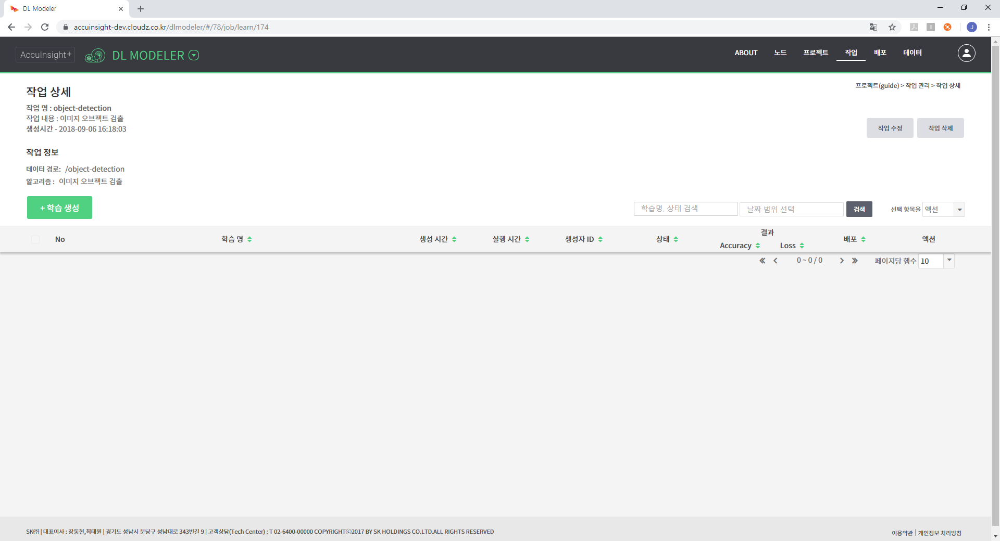 DL Modeler
accuinsight-dev.cloudz.co.kr/dlmodeler/#/78/job/learn/174
J
AccuInsight+
DL MODELER
ABOUT 노드 프로젝트 작업 배포 데이터
작업 상세
프로젝트(guide) > 작업 관리 > 작업 상세
작업 명 : object-detection
작업 내용 : 이미지 오브젝트 검출
생성시간 - 2018-09-06 16:18:03
작업 수정 작업 삭제
작업 정보
데이터 경로: /object-detection
알고리즘 : 이미지 오브젝트 검출
+ 학습 생성
학습명, 상태 검색 날짜 범위 선택 검색 선택 항목을 액션
No 학습 명 생성 시간 실행 시간 생성자 ID 상태 결과 배포 액션
Accuracy Loss
0 ~ 0 / 0 페이지당 행수 10
SK㈜ | 대표이사 : 장동현,최태원 | 경기도 성남시 분당구 성남대로 343번길 9 | 고객상담(Tech Center) : T 02-6400-00000 COPYRIGHTⓒ2017 BY SK HOLDINGS CO.LTD.ALL RIGHTS RESERVED
이용약관 | 개인정보 처리방침